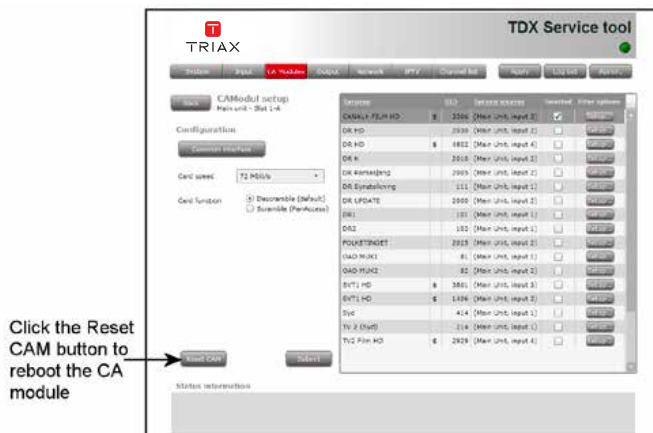 TRIAX
TDX Service tool
System Input CA Modules Output Network IPTV Channel list Apply Log out
Back
CAModul setup
Main unit - Slot 1-A
Configuration
Common interface
Card speed 72 Mbit/s
Card function Descramble (default)
Scramble (PanAccess)
Services SID Service sources Inserted Filter options
CANAL+ FILM HD $ 3306 (Main Unit, input 3)
DR HD 2030 (Main Unit, input 2)
DR HD $ 4802 (Main Unit, input 4)
DR K 2010 (Main Unit, input 2)
DR Ramasjang 2005 (Main Unit, input 2)
DR Synstolkning 111 (Main Unit, input 1)
DR UPDATE 2000 (Main Unit, input 2)
DR1 101 (Main Unit, input 1)
DR2 102 (Main Unit, input 1)
FOLKETINGET 2025 (Main Unit, input 2)
OAD MUX1 81 (Main Unit, input 1)
OAD MUX2 82 (Main Unit, input 2)
SVT1 HD $ 3801 (Main Unit, input 3)
SVT1 HD $ (Main Unit, input 3)
Syd 414 (Main Unit, input 1)
TV 2 (Syd) (Main Unit, input 1)
TV2 Film HD $ 2929 (Main Unit, input 4)
Click the Reset
CAM button to
reboot the CA
module
Reset CAM Select
Status information